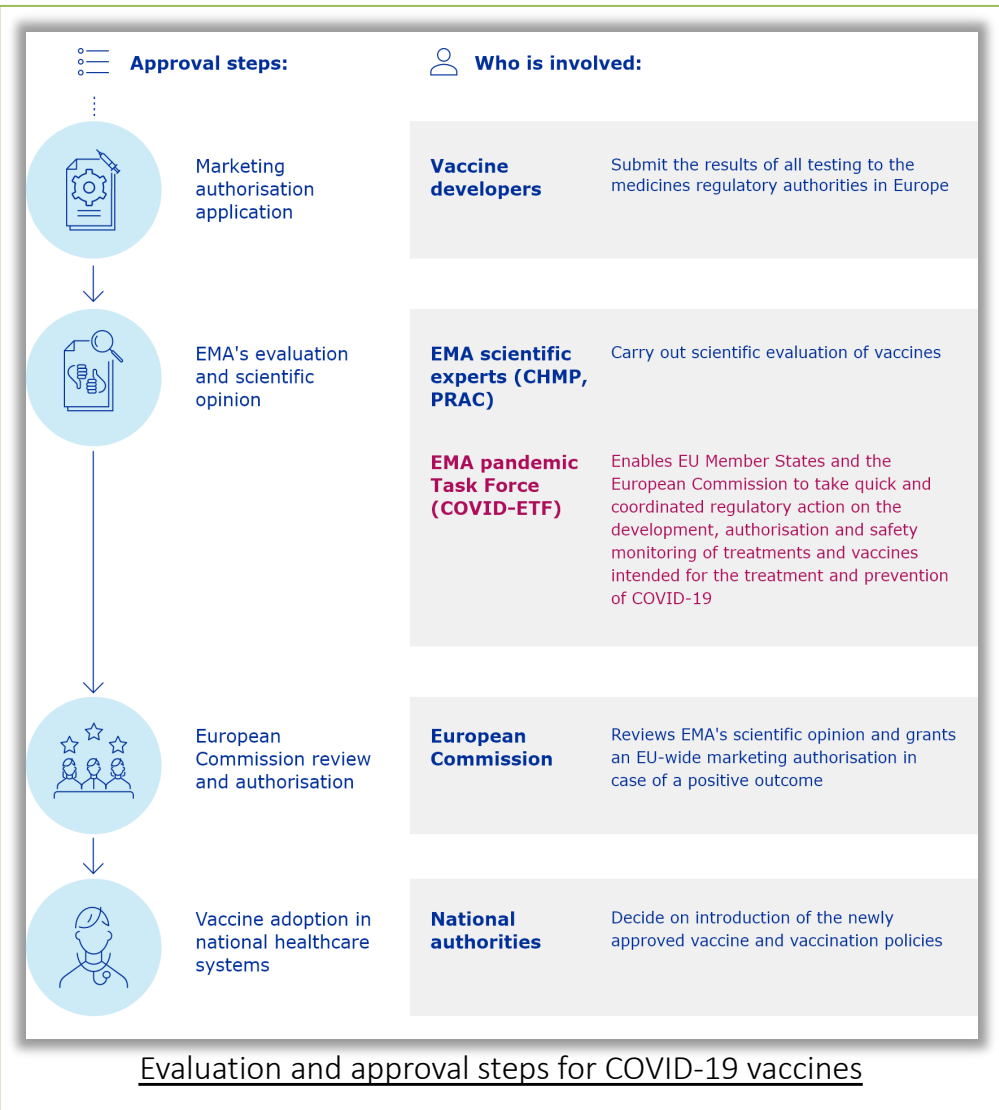 Approval steps:
Who is involved:
Marketing
authorisation
application
Vaccine
developers
Submit the results of all testing to the
medicines regulatory authorities in Europe
EMA's evaluation
and scientific
opinion
EMA scientific
experts (CHMP,
PRAC)
Carry out scientific evaluation of vaccines
EMA pandemic
Task Force
(COVID-ETF)
Enables EU Member States and the
European Commission to take quick and
coordinated regulatory action on the
development, authorisation and safety
monitoring of treatments and vaccines
intended for the treatment and prevention
of COVID-19
European
Commission review
and authorisation
European
Commission
Reviews EMA's scientific opinion and grants
an EU-wide marketing authorisation in
case of a positive outcome
Vaccine adoption in
national healthcare
systems
National
authorities
Decide on introduction of the newly
approved vaccine and vaccination policies
Evaluation and approval steps for COVID-19 vaccines